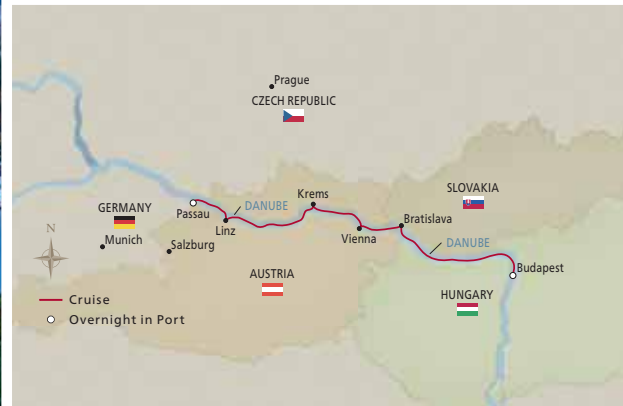 Prague
CZECH REPUBLIC
GERMANY
Passau
DANUBE
Krems
SLOVAKIA
Linz
Bratislava
N
Munich
Salzburg
Vienna
DANUBE
AUSTRIA
Budapest
HUNGARY
Cruise
Overnight in Port